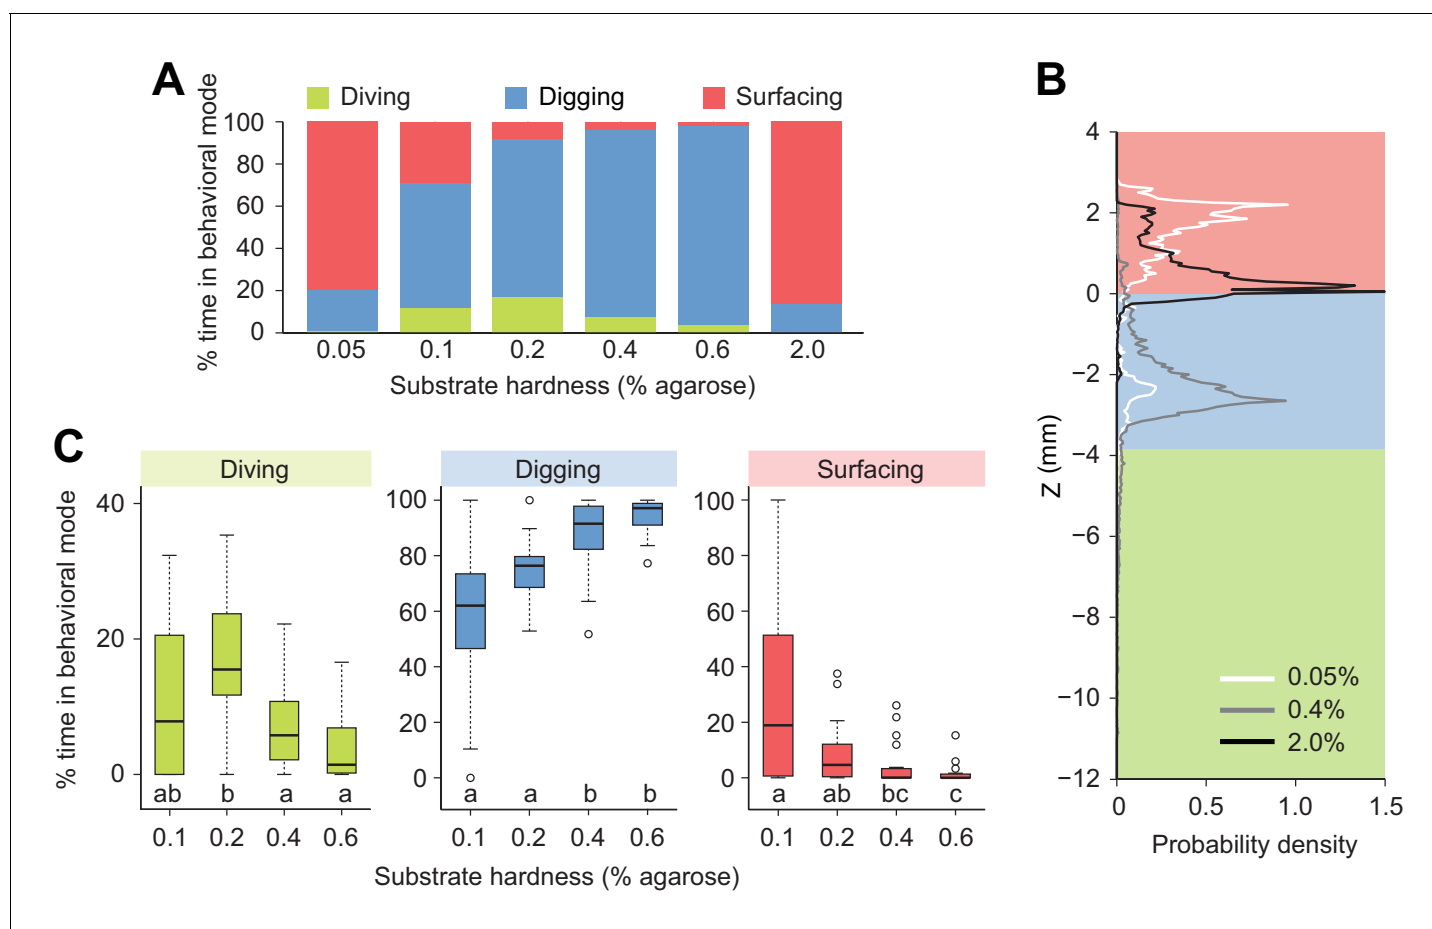 A
Diving Digging Surfacing
% time in behavioral mode
100
80
60
40
20
0
0.05 0.1 0.2 0.4 0.6 2.0
Substrate hardness (% agarose)
B
Z (mm)
4
2
0
−2
−4
−6
−8
−10
−12
0.05%
0.4%
2.0%
0 0.5 1.0 1.5
Probability density
C
% time in behavioral mode
Diving
40
20
0
ab b a a
0.1 0.2 0.4 0.6
Digging
100
80
60
40
20
0
a a b b
0.1 0.2 0.4 0.6
Surfacing
100
80
60
40
20
0
a ab bc c
0.1 0.2 0.4 0.6
Substrate hardness (% agarose)